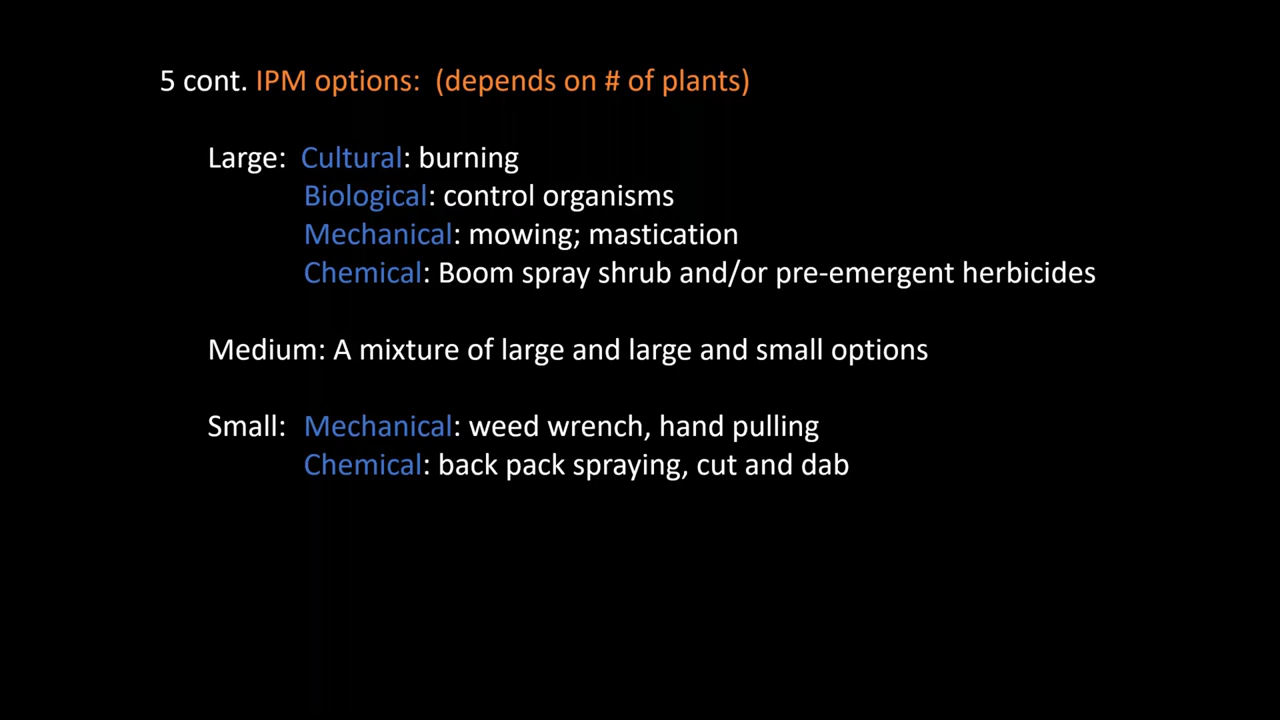 5 cont. IPM options: (depends on # of plants)
Large: Cultural: burning
Biological: control organisms
Mechanical: mowing; mastication
Chemical: Boom spray shrub and/or pre-emergent herbicides
Medium: A mixture of large and large and small options
Small: Mechanical: weed wrench, hand pulling
Chemical: back pack spraying, cut and dab